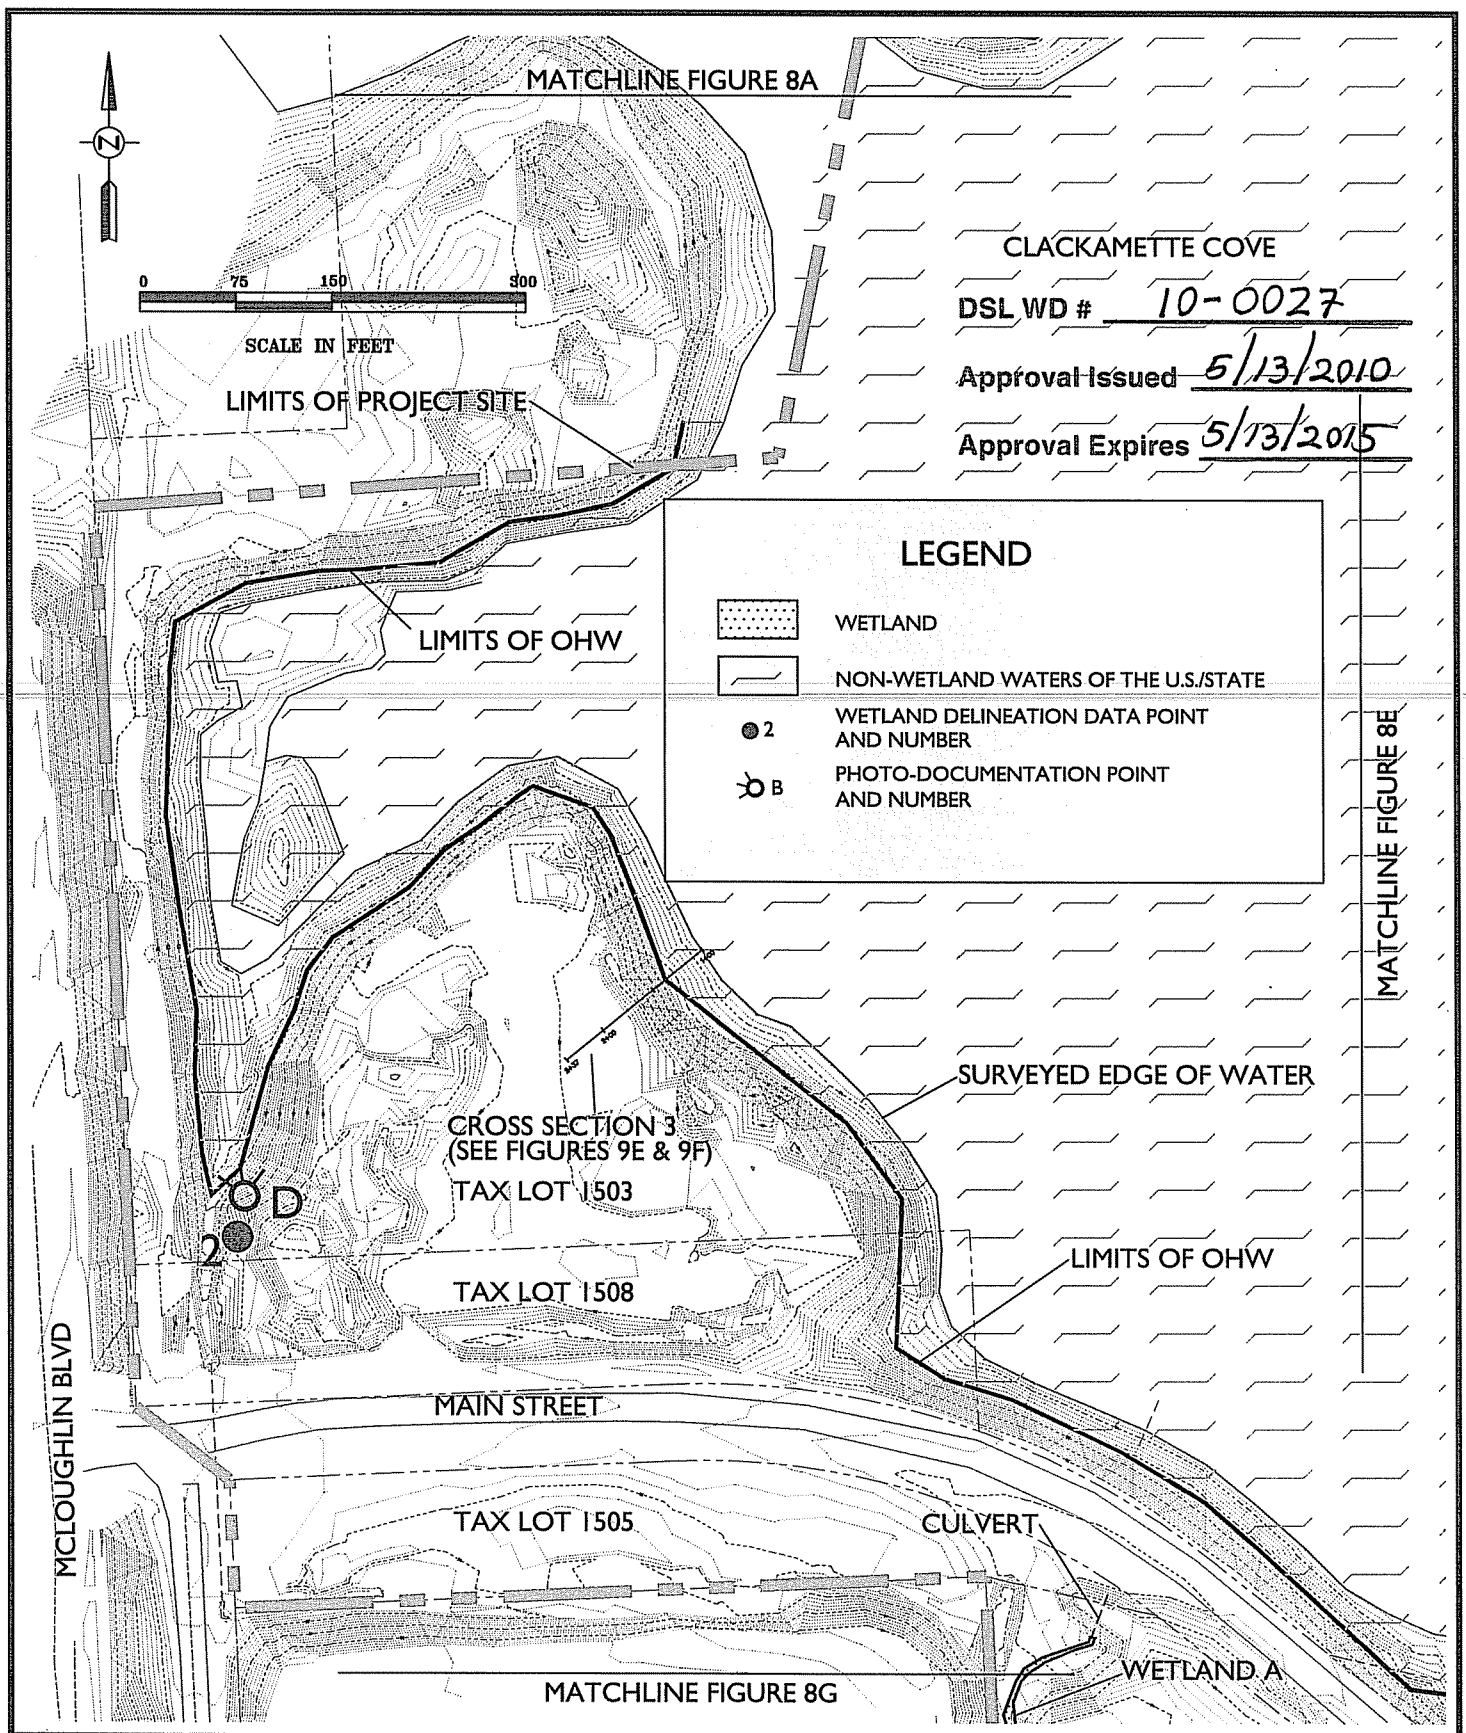 MATCHLINE FIGURE 8A
N
0 75 150 300
SCALE IN FEET
CLACKAMETTE COVE
DSL WD # 10-0027
Approval Issued 5/13/2010
Approval Expires 5/13/2015
LIMITS OF PROJECT SITE
LEGEND
WETLAND
NON-WETLAND WATERS OF THE U.S./STATE
2 WETLAND DELINEATION DATA POINT
AND NUMBER
B PHOTO-DOCUMENTATION POINT
AND NUMBER
LIMITS OF OHW
MATCHLINE FIGURE 8E
SURVEYED EDGE OF WATER
CROSS SECTION 3
(SEE FIGURES 9E & 9F)
TAX LOT 1503
D
2
LIMITS OF OHW
TAX LOT 1508
MCLOUGHLIN BLVD
MAIN STREET
TAX LOT 1505
CULVERT
WETLAND A
MATCHLINE FIGURE 8G